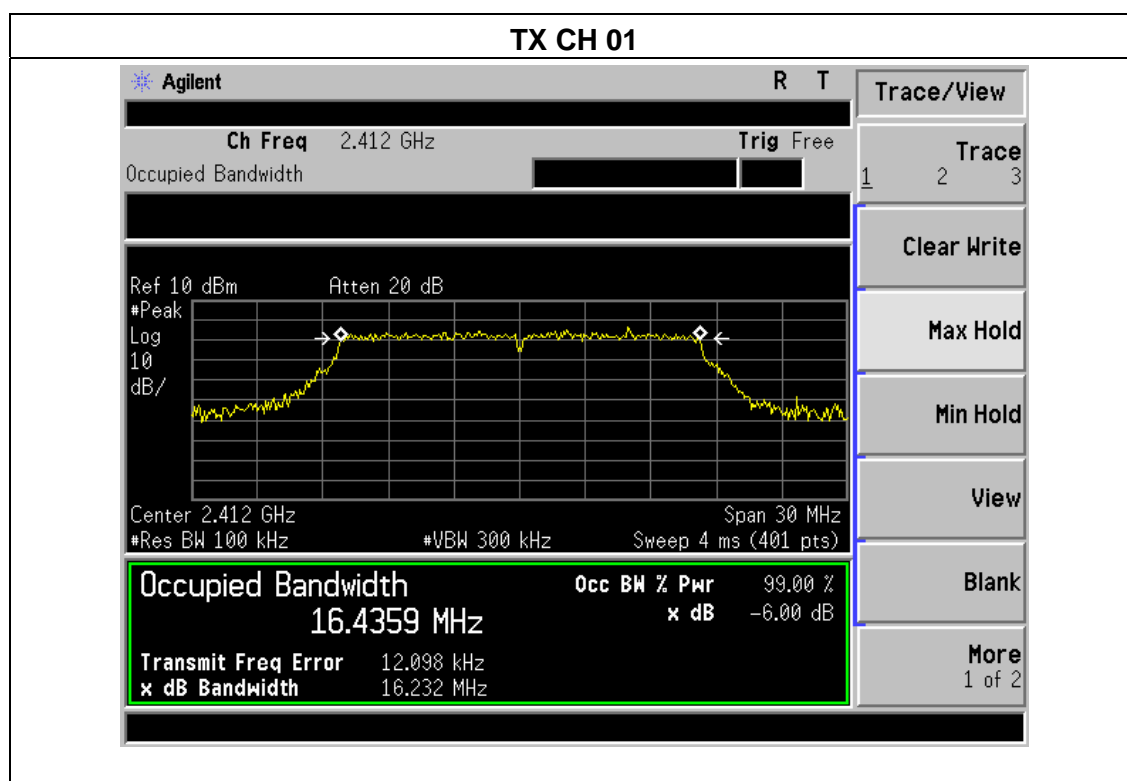 TX CH 01
Agilent
R T
Trace/View
Ch Freq 2.412 GHz
Trig Free
Occupied Bandwidth
Trace
1 2 3
Clear Write
Ref 10 dBm
Atten 20 dB
#Peak
Log
10
dB/
Max Hold
Min Hold
View
Center 2.412 GHz
Span 30 MHz
#Res BW 100 kHz
#VBW 300 kHz
Sweep 4 ms (401 pts)
Occupied Bandwidth
16.4359 MHz
Occ BW % Pwr 99.00 %
x dB -6.00 dB
Blank
Transmit Freq Error 12.098 kHz
x dB Bandwidth 16.232 MHz
More
1 of 2